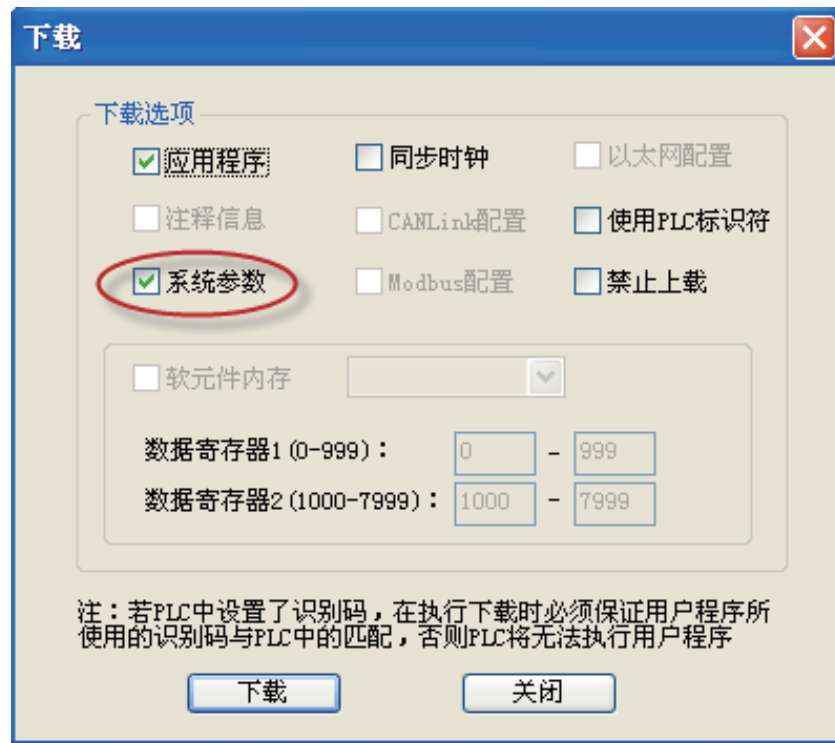 下载
下载选项
应用程序 同步时钟 以太网配置
注释信息 CANLink配置 使用PLC标识符
系统参数 Modbus配置 禁止上载
软元件内存
数据寄存器1(0-999): 0 - 999
数据寄存器2(1000-7999): 1000 - 7999
注:若PLC中设置了识别码,在执行下载时必须保证用户程序所
使用的识别码与PLC中的匹配,否则PLC将无法执行用户程序
下载 关闭